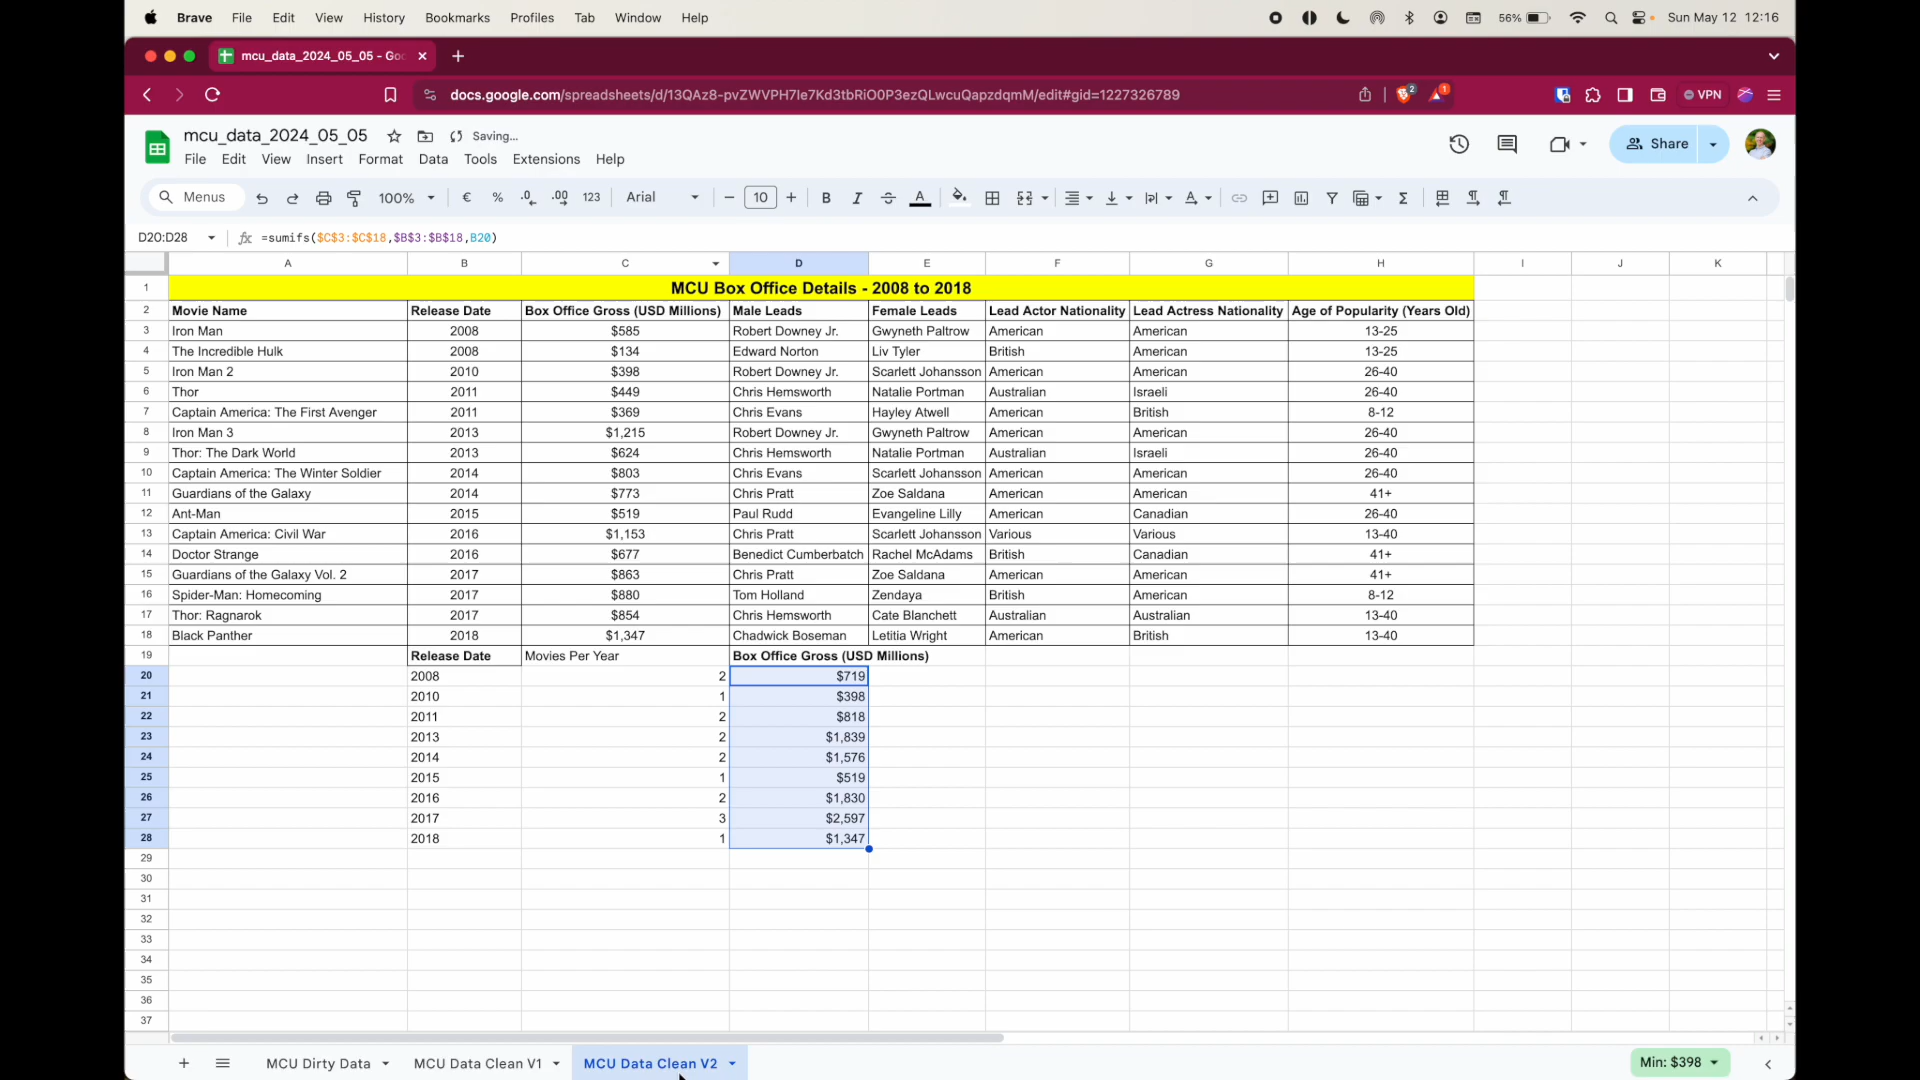 Brave File Edit View History Bookmarks Profiles Tab Window Help 56% Sun May 12 12:16
mcu_data_2024_05_05 - Goo
docs.google.com/spreadsheets/d/13QAz8-pvZWVPH7le7Kd3tbRiO0P3ezQLwcuQapzdqmM/edit#gid=1227326789 2 1 VPN
mcu_data_2024_05_05 Saving...
File Edit View Insert Format Data Tools Extensions Help Share
Menus 100% € % .0 .00 123 Arial 10 B I S A A Σ
D20:D28 fx =sumifs($C$3:$C$18,$B$3:$B$18,B20)
A B C D E F G H I J K
1 MCU Box Office Details - 2008 to 2018
2 Movie Name Release Date Box Office Gross (USD Millions) Male Leads Female Leads Lead Actor Nationality Lead Actress Nationality Age of Popularity (Years Old)
3 Iron Man 2008 $585 Robert Downey Jr. Gwyneth Paltrow American American 13-25
4 The Incredible Hulk 2008 $134 Edward Norton Liv Tyler British American 13-25
5 Iron Man 2 2010 $398 Robert Downey Jr. Scarlett Johansson American American 26-40
6 Thor 2011 $449 Chris Hemsworth Natalie Portman Australian Israeli 26-40
7 Captain America: The First Avenger 2011 $369 Chris Evans Hayley Atwell American British 8-12
8 Iron Man 3 2013 $1,215 Robert Downey Jr. Gwyneth Paltrow American American 26-40
9 Thor: The Dark World 2013 $624 Chris Hemsworth Natalie Portman Australian Israeli 26-40
10 Captain America: The Winter Soldier 2014 $803 Chris Evans Scarlett Johansson American American 26-40
11 Guardians of the Galaxy 2014 $773 Chris Pratt Zoe Saldana American American 41+
12 Ant-Man 2015 $519 Paul Rudd Evangeline Lilly American Canadian 26-40
13 Captain America: Civil War 2016 $1,153 Chris Pratt Scarlett Johansson Various Various 13-40
14 Doctor Strange 2016 $677 Benedict Cumberbatch Rachel McAdams British Canadian 41+
15 Guardians of the Galaxy Vol. 2 2017 $863 Chris Pratt Zoe Saldana American American 41+
16 Spider-Man: Homecoming 2017 $880 Tom Holland Zendaya British American 8-12
17 Thor: Ragnarok 2017 $854 Chris Hemsworth Cate Blanchett Australian Australian 13-40
18 Black Panther 2018 $1,347 Chadwick Boseman Letitia Wright American British 13-40
19 Release Date Movies Per Year Box Office Gross (USD Millions)
20 2008 2 $719
21 2010 1 $398
22 2011 2 $818
23 2013 2 $1,839
24 2014 2 $1,576
25 2015 1 $519
26 2016 2 $1,830
27 2017 3 $2,597
28 2018 1 $1,347
29
30
31
32
33
34
35
36
37
MCU Dirty Data MCU Data Clean V1 MCU Data Clean V2 Min: $398